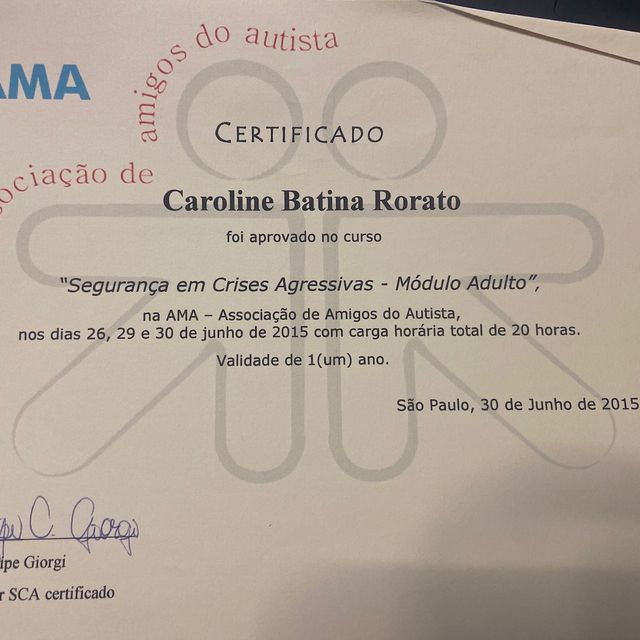 AMA
ociação de amigos do autista
CERTIFICADO
Caroline Batina Rorato
foi aprovado no curso
“Segurança em Crises Agressivas - Módulo Adulto”,
na AMA – Associação de Amigos do Autista,
nos dias 26, 29 e 30 de junho de 2015 com carga horária total de 20 horas.
Validade de 1(um) ano.
São Paulo, 30 de Junho de 2015
C. Giorgi
ipe Giorgi
r SCA certificado